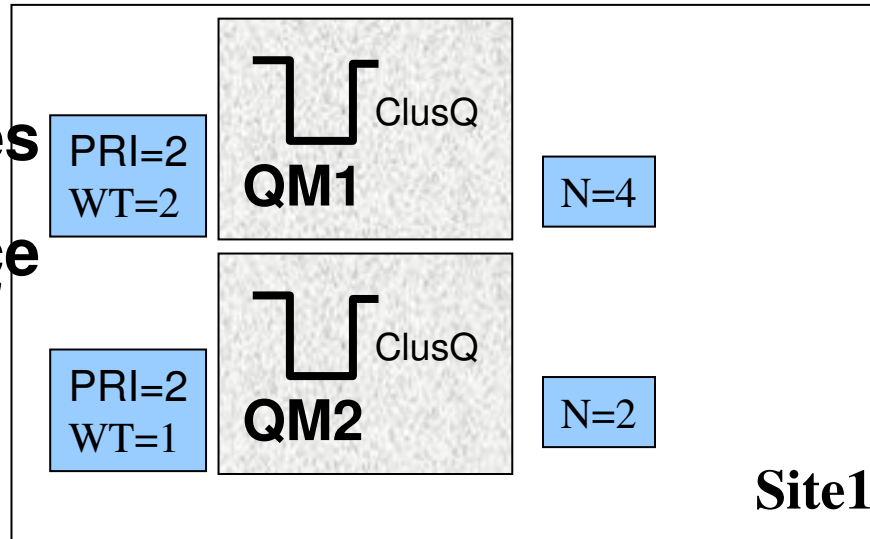 ClusQ
PRI=2
WT=2
QM1
N=4
ClusQ
PRI=2
WT=1
QM2
N=2
Site1